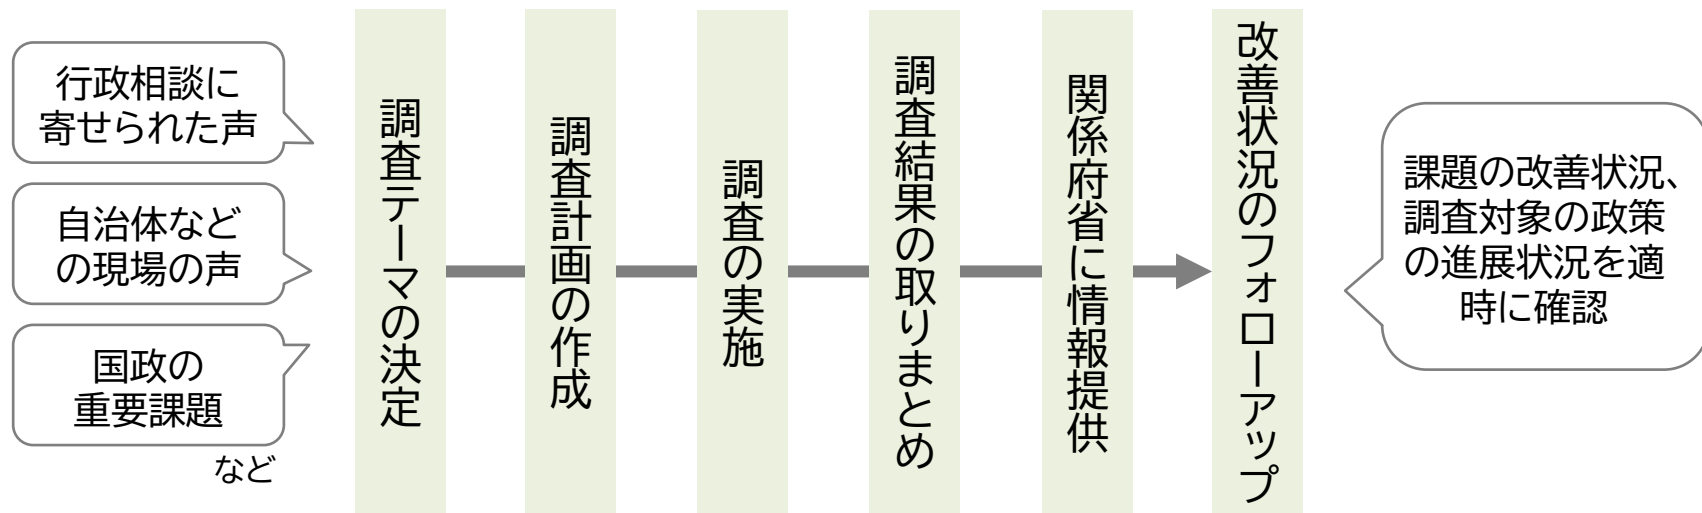 行政相談に
寄せられた声
自治体など
の現場の声
国政の
重要課題
など
調査テーマの決定
調査計画の作成
調査の実施
調査結果の取りまとめ
関係府省に情報提供
改善状況のフォローアップ
課題の改善状況、
調査対象の政策
の進展状況を適
時に確認